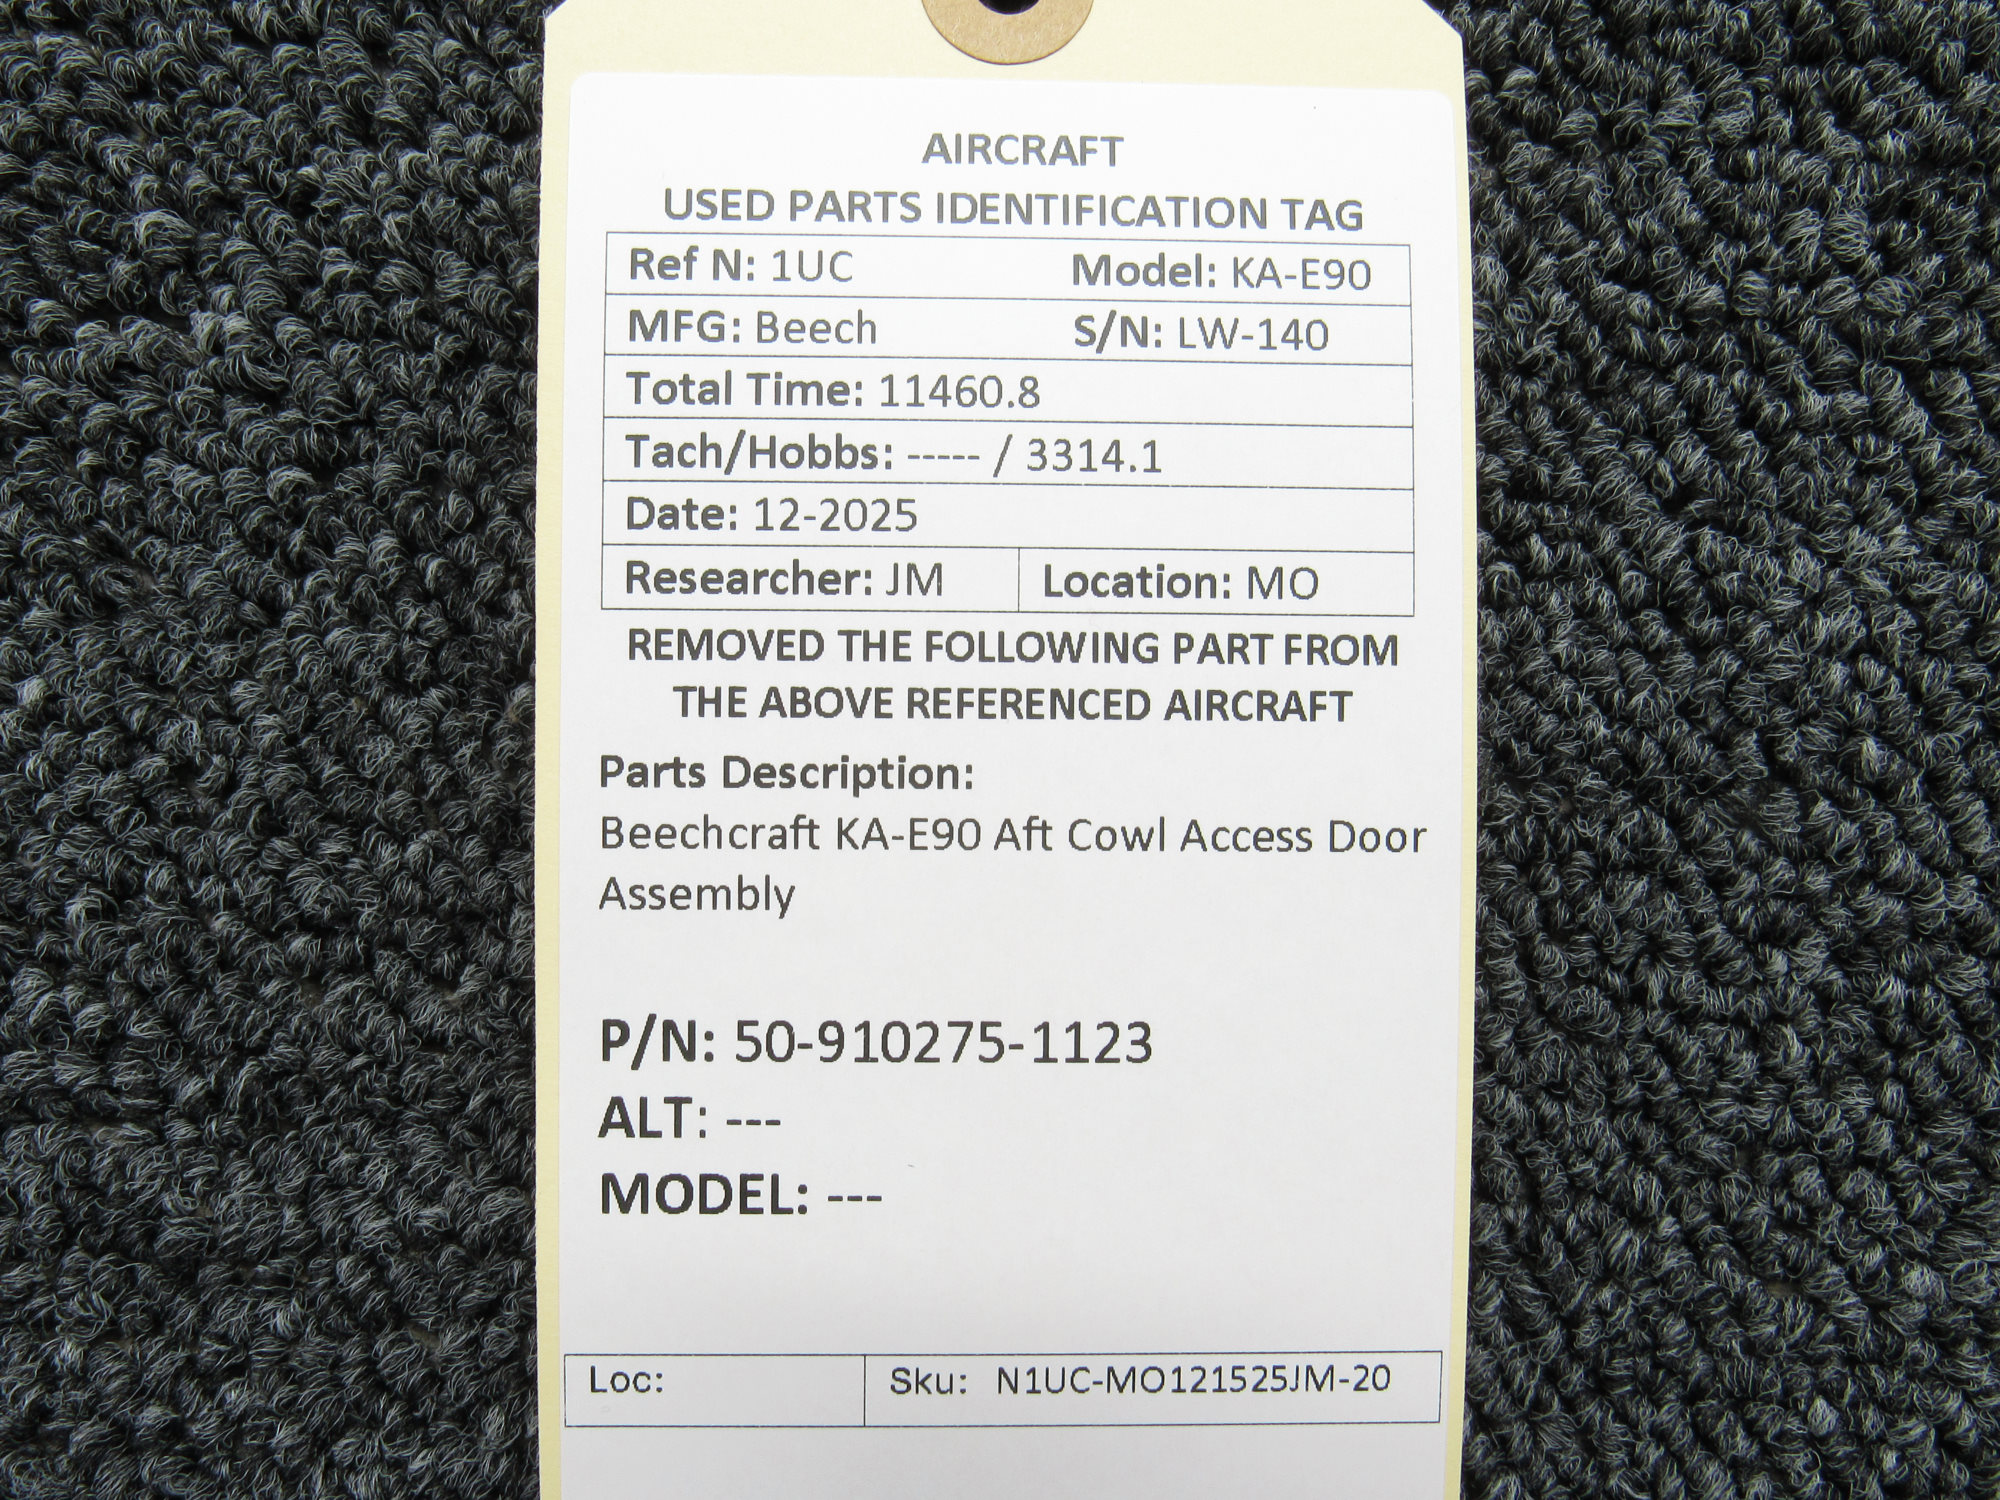 AIRCRAFT
USED PARTS IDENTIFICATION TAG
Ref N: 1UC Model: KA-E90
MFG: Beech S/N: LW-140
Total Time: 11460.8
Tach/Hobbs: ----- / 3314.1
Date: 12-2025
Researcher: JM Location: MO
REMOVED THE FOLLOWING PART FROM
THE ABOVE REFERENCED AIRCRAFT
Parts Description:
Beechcraft KA-E90 Aft Cowl Access Door
Assembly
P/N: 50-910275-1123
ALT: ---
MODEL: ---
Loc: Sku: N1UC-MO121525JM-20